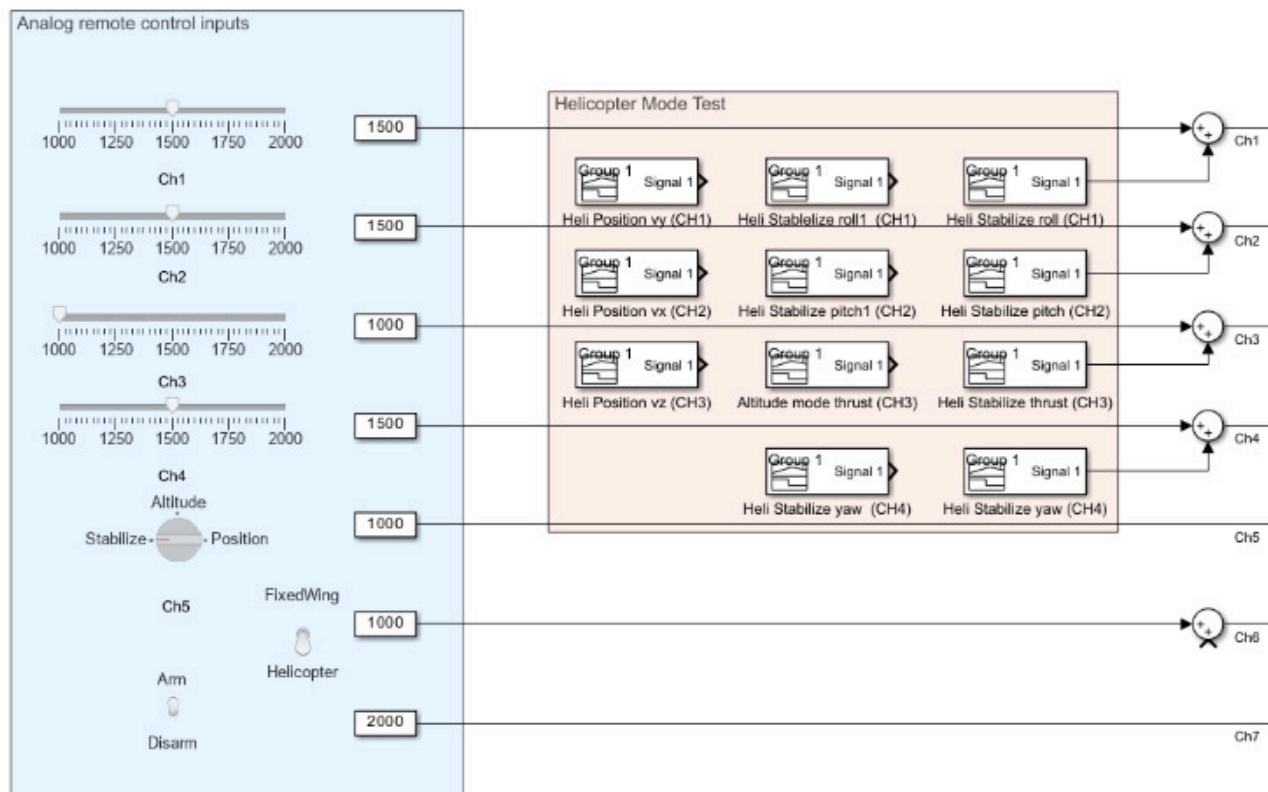 Analog remote control inputs
1000 1250 1500 1750 2000
Ch1
1500
1000 1250 1500 1750 2000
Ch2
1500
1000 1250 1500 1750 2000
Ch3
1000
1000 1250 1500 1750 2000
Ch4
1500
Altitude
Stabilize
Position
Ch5
1000
FixedWing
Helicopter
1000
Arm
Disarm
2000
Helicopter Mode Test
Group 1 Signal 1
Group 1 Signal 1
Group 1 Signal 1
Heli Position vy (CH1)
Heli Stablelize roll1 (CH1)
Heli Stabilize roll (CH1)
Group 1 Signal 1
Group 1 Signal 1
Group 1 Signal 1
Heli Position vx (CH2)
Heli Stabilize pitch1 (CH2)
Heli Stabilize pitch (CH2)
Group 1 Signal 1
Group 1 Signal 1
Group 1 Signal 1
Heli Position vz (CH3)
Altitude mode thrust (CH3)
Heli Stabilize thrust (CH3)
Group 1 Signal 1
Group 1 Signal 1
Heli Stabilize yaw (CH4)
Heli Stabilize yaw (CH4)
Ch1
Ch2
Ch3
Ch4
Ch5
Ch6
Ch7